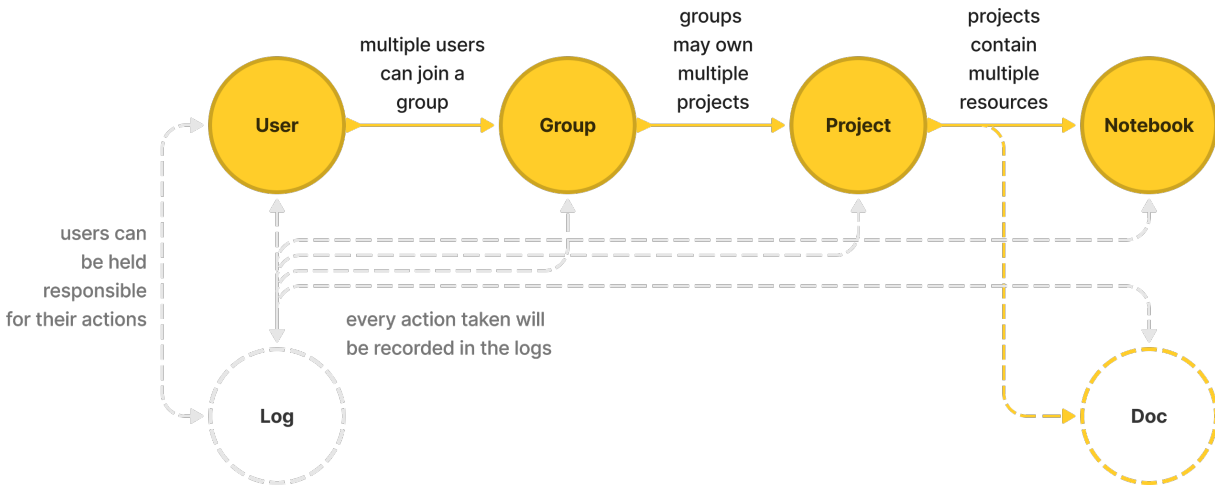 multiple users
can join a
group
groups
may own
multiple
projects
projects
contain
multiple
resources
User
Group
Project
Notebook
users can
be held
responsible
for their actions
every action taken will
be recorded in the logs
Log
Doc